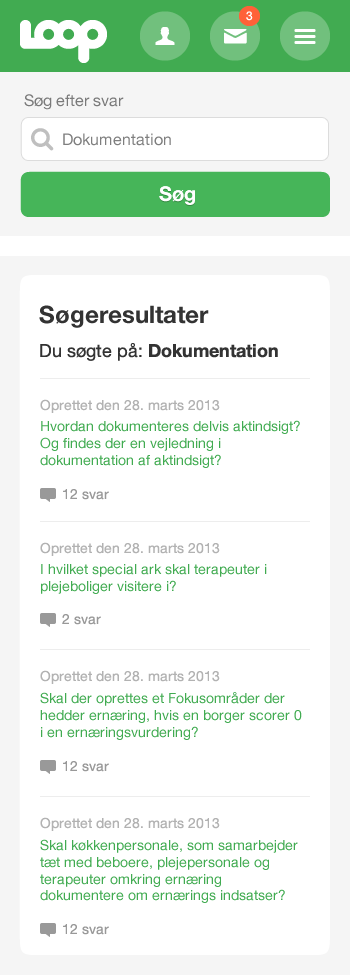 Loop
3
Søg efter svar
Dokumentation
Søg
Søgeresultater
Du søgte på: Dokumentation
Oprettet den 28. marts 2013
Hvordan dokumenteres delvis aktindsigt?
Og findes der en vejledning i
dokumentation af aktindsigt?
12 svar
Oprettet den 28. marts 2013
I hvilket special ark skal terapeuter i
plejeboliger visitere i?
2 svar
Oprettet den 28. marts 2013
Skal der oprettes et Fokusområder der
hedder ernæring, hvis en borger scorer 0
i en ernæringsvurdering?
12 svar
Oprettet den 28. marts 2013
Skal køkkenpersonale, som samarbejder
tæt med beboere, plejepersonale og
terapeuter omkring ernæring
dokumentere om ernærings indsatser?
12 svar